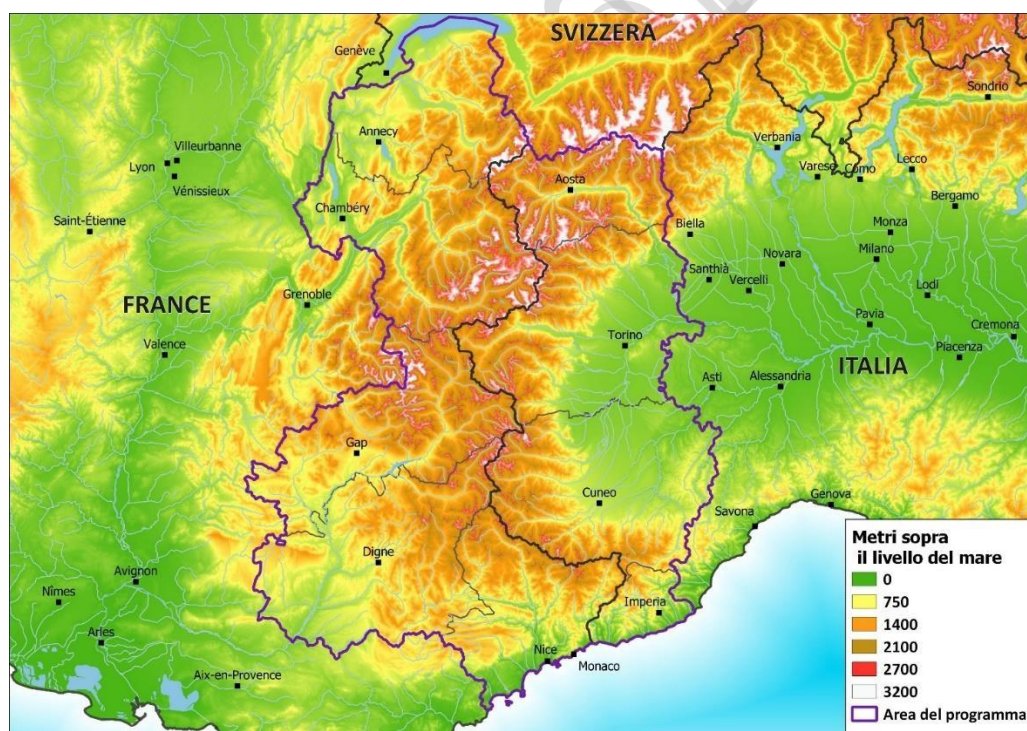 SVIZZERA
Genève
Sondrio
Annecy
Verbania
Villeurbanne
Lyon
Vénissieux
Varese
Como
Lecco
Aosta
Bergamo
Chambéry
Saint-Étienne
Biella
Monza
Novara
Milano
Santhià
Vercelli
Lodi
FRANCE
Grenoble
Pavia
Cremona
Torino
Valence
Piacenza
ITALIA
Asti
Alessandria
Gap
Cuneo
Genova
Savona
Digne
Avignon
Nîmes
Imperia
Arles
Nice
Monaco
Aix-en-Provence
Metri sopra
il livello del mare
0
750
1400
2100
2700
3200
Area del programma